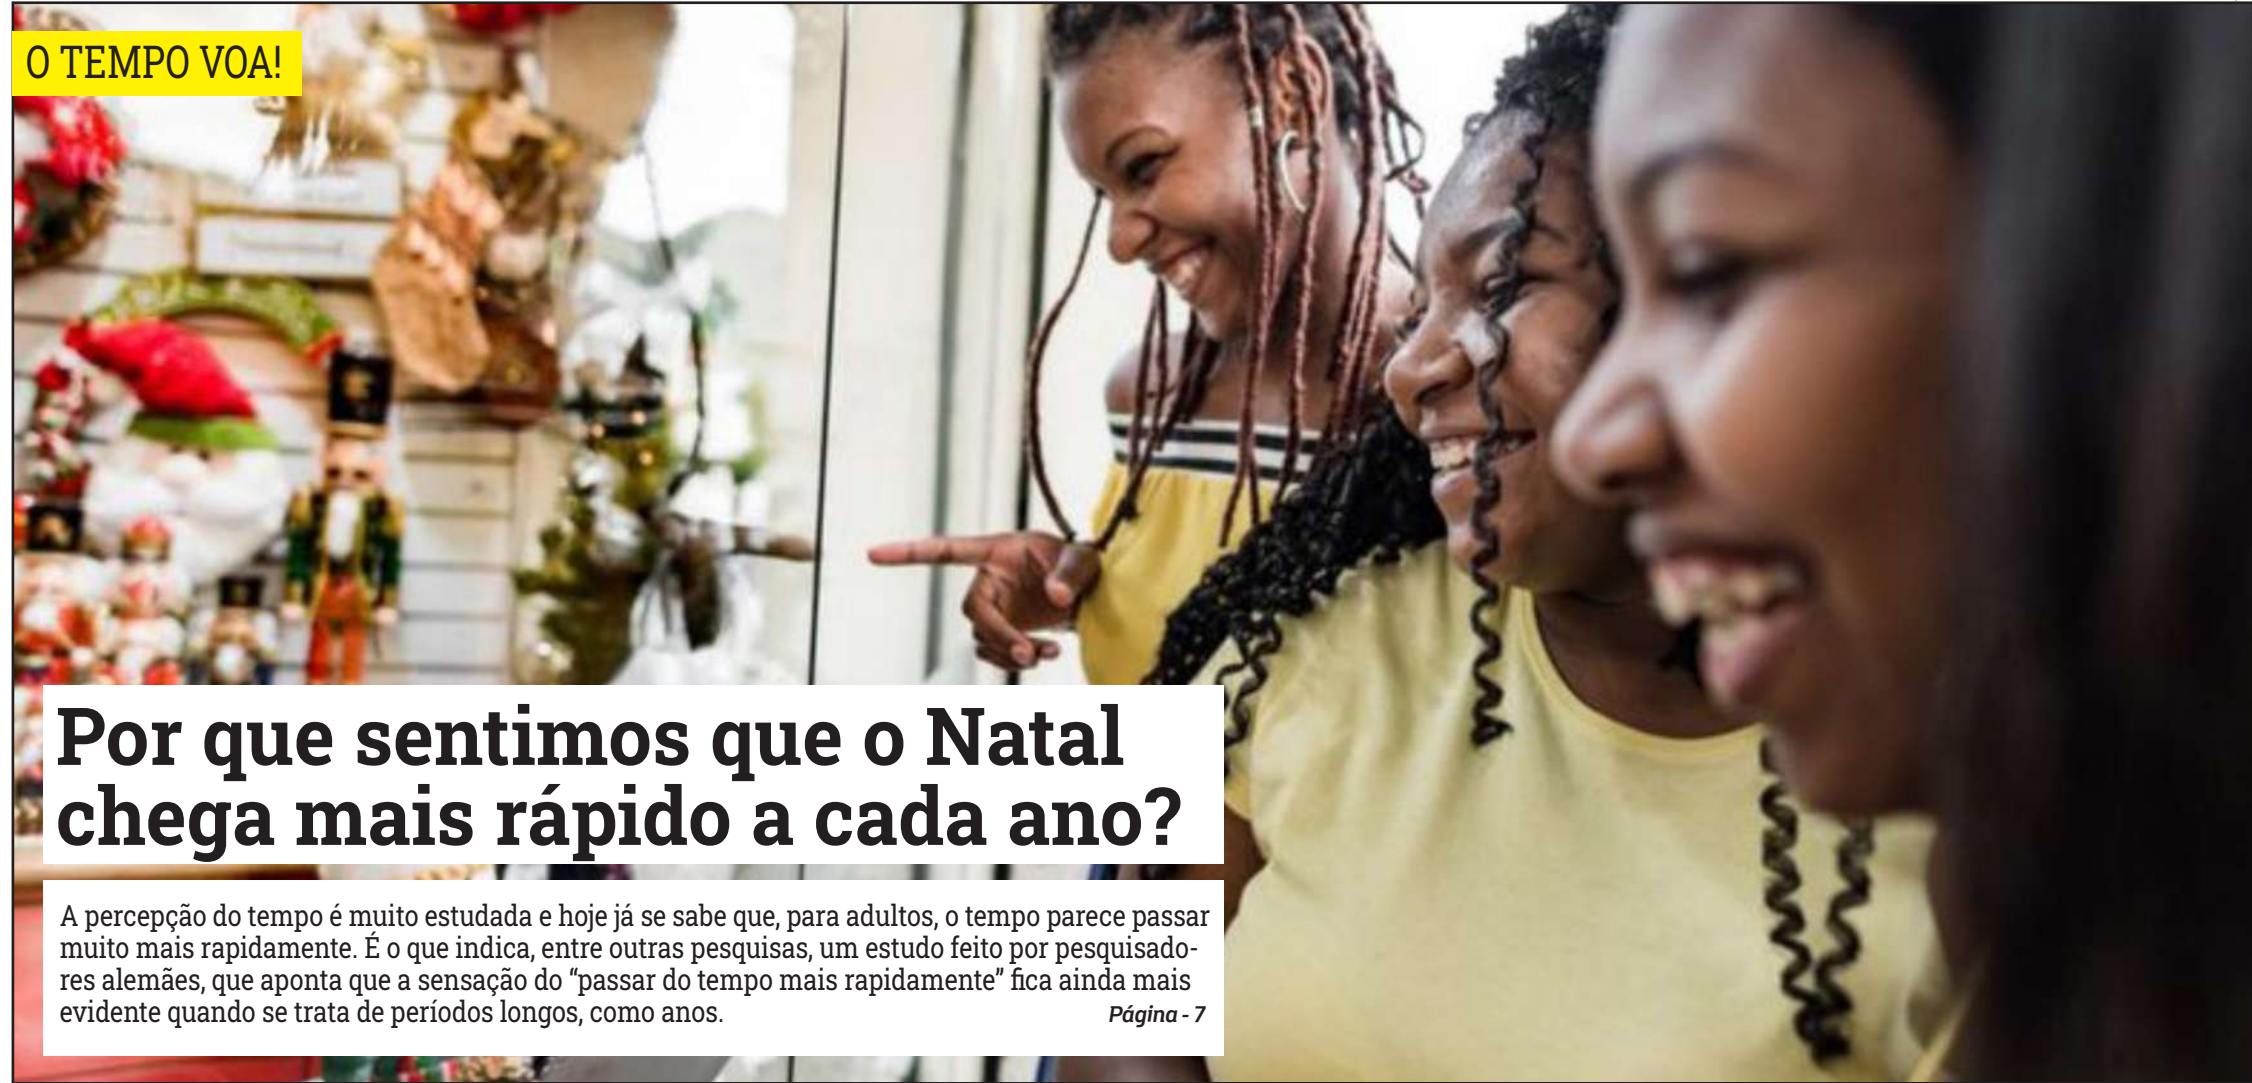 O TEMPO VOA!
Por que sentimos que o Natal
chega mais rápido a cada ano?
A percepção do tempo é muito estudada e hoje já se sabe que, para adultos, o tempo parece passar
muito mais rapidamente. É o que indica, entre outras pesquisas, um estudo feito por pesquisado-
res alemães, que aponta que a sensação do “passar do tempo mais rapidamente” fica ainda mais
evidente quando se trata de períodos longos, como anos.
Página - 7